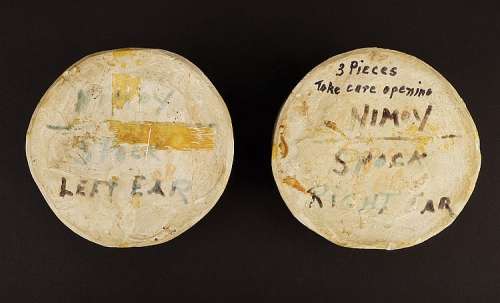 NIMOY
SPOCK
LEFT EAR
3 Pieces
Take care opening
NIMOY
SPOCK
RIGHT EAR